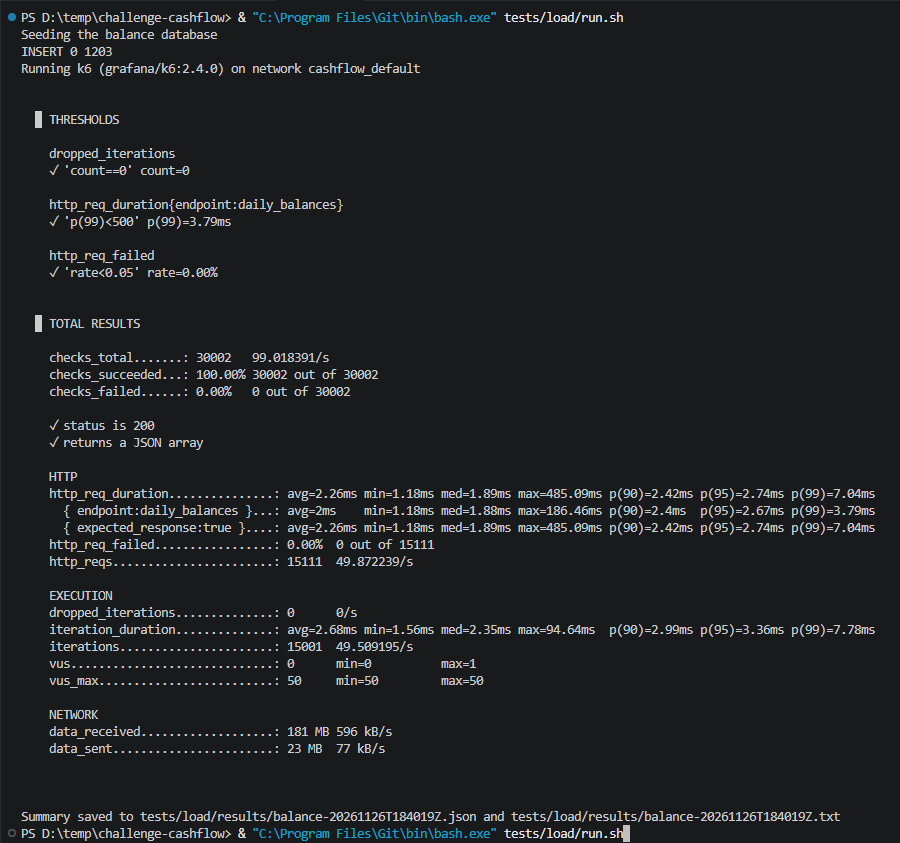 PS D:\temp\challenge-cashflow> & "C:\Program Files\Git\bin\bash.exe" tests/load/run.sh
Seeding the balance database
INSERT 0 1203
Running k6 (grafana/k6:2.4.0) on network cashflow_default
THRESHOLDS
dropped_iterations
✓ 'count==0' count=0
http_req_duration{endpoint:daily_balances}
✓ 'p(99)<500' p(99)=3.79ms
http_req_failed
✓ 'rate<0.05' rate=0.00%
TOTAL RESULTS
checks_total.......: 30002   99.018391/s
checks_succeeded...: 100.00% 30002 out of 30002
checks_failed......: 0.00%   0 out of 30002
✓ status is 200
✓ returns a JSON array
HTTP
http_req_duration...............: avg=2.26ms min=1.18ms med=1.89ms max=485.09ms p(90)=2.42ms p(95)=2.74ms p(99)=7.04ms
{ endpoint:daily_balances }...: avg=2ms    min=1.18ms med=1.88ms max=186.46ms p(90)=2.4ms  p(95)=2.67ms p(99)=3.79ms
{ expected_response:true }....: avg=2.26ms min=1.18ms med=1.89ms max=485.09ms p(90)=2.42ms p(95)=2.74ms p(99)=7.04ms
http_req_failed.................: 0.00%  0 out of 15111
http_reqs.......................: 15111  49.872239/s
EXECUTION
dropped_iterations..............: 0      0/s
iteration_duration..............: avg=2.68ms min=1.56ms med=2.35ms max=94.64ms  p(90)=2.99ms p(95)=3.36ms p(99)=7.78ms
iterations......................: 15001  49.509195/s
vus.............................: 0      min=0         max=1
vus_max.........................: 50     min=50        max=50
NETWORK
data_received...................: 181 MB 596 kB/s
data_sent.......................: 23 MB  77 kB/s
Summary saved to tests/load/results/balance-20261126T184019Z.json and tests/load/results/balance-20261126T184019Z.txt
PS D:\temp\challenge-cashflow> & "C:\Program Files\Git\bin\bash.exe" tests/load/run.sh